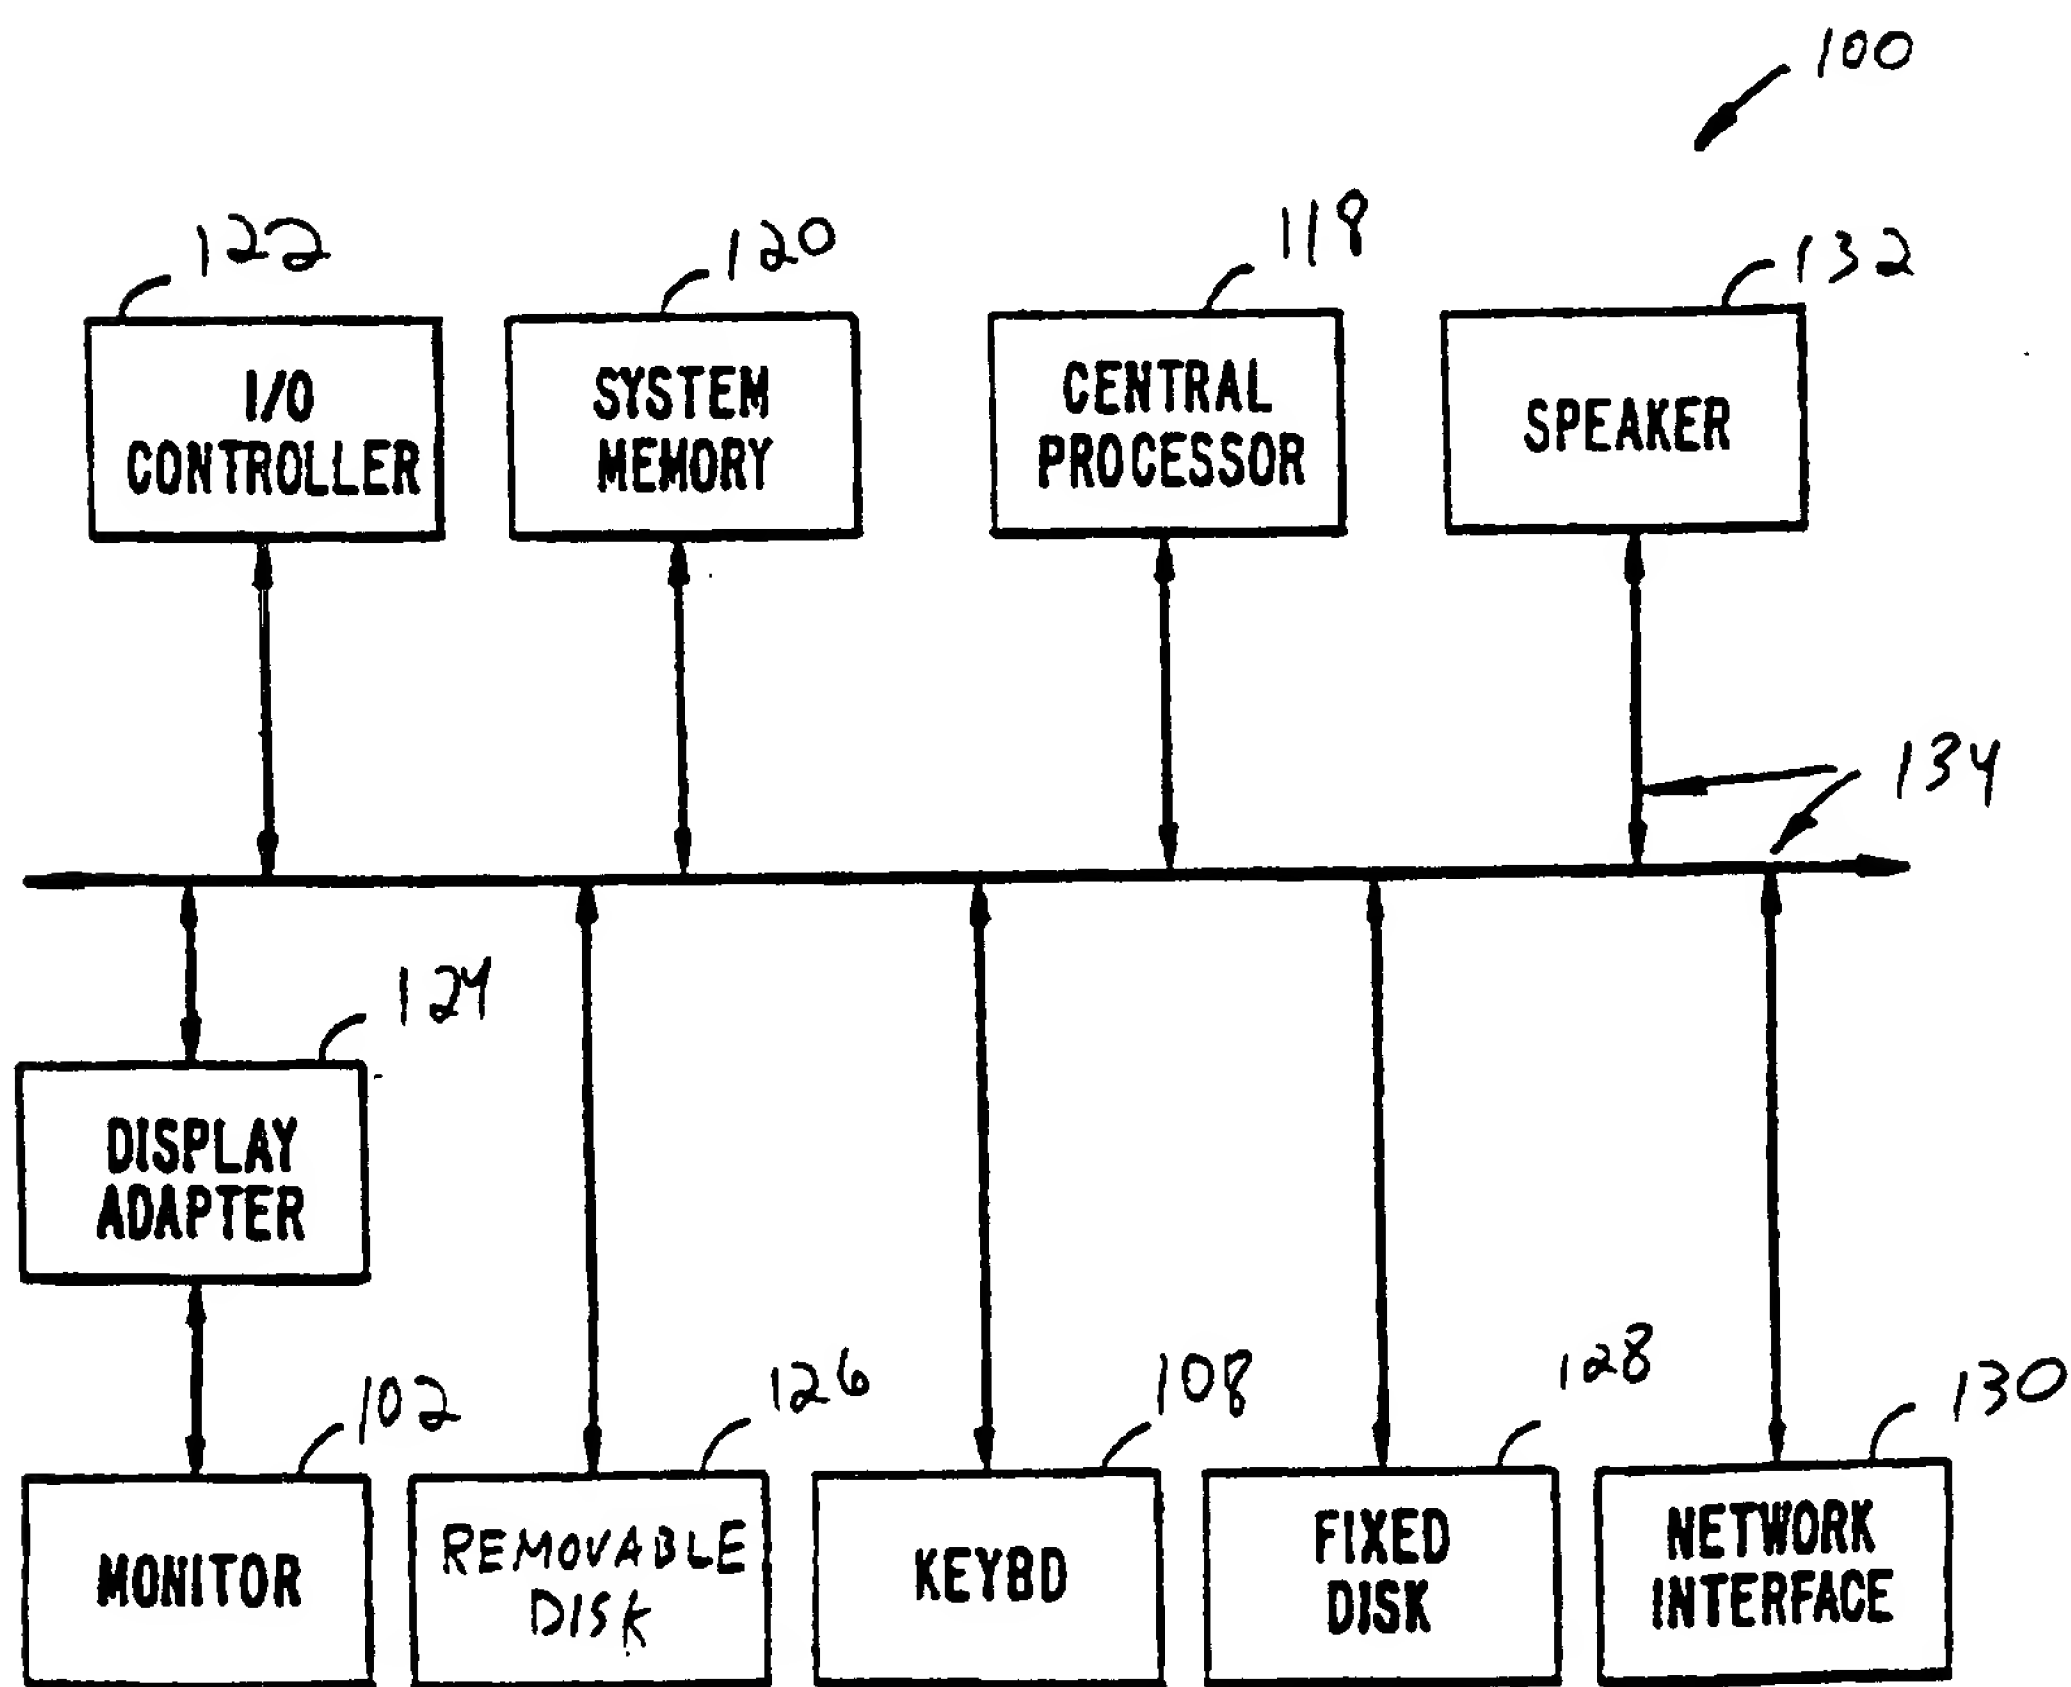 100
122
120
118
132
I/O
CONTROLLER
SYSTEM
MEMORY
CENTRAL
PROCESSOR
SPEAKER
134
124
DISPLAY
ADAPTER
102
126
108
128
130
MONITOR
REMOVABLE
DISK
KEYBD
FIXED
DISK
NETWORK
INTERFACE